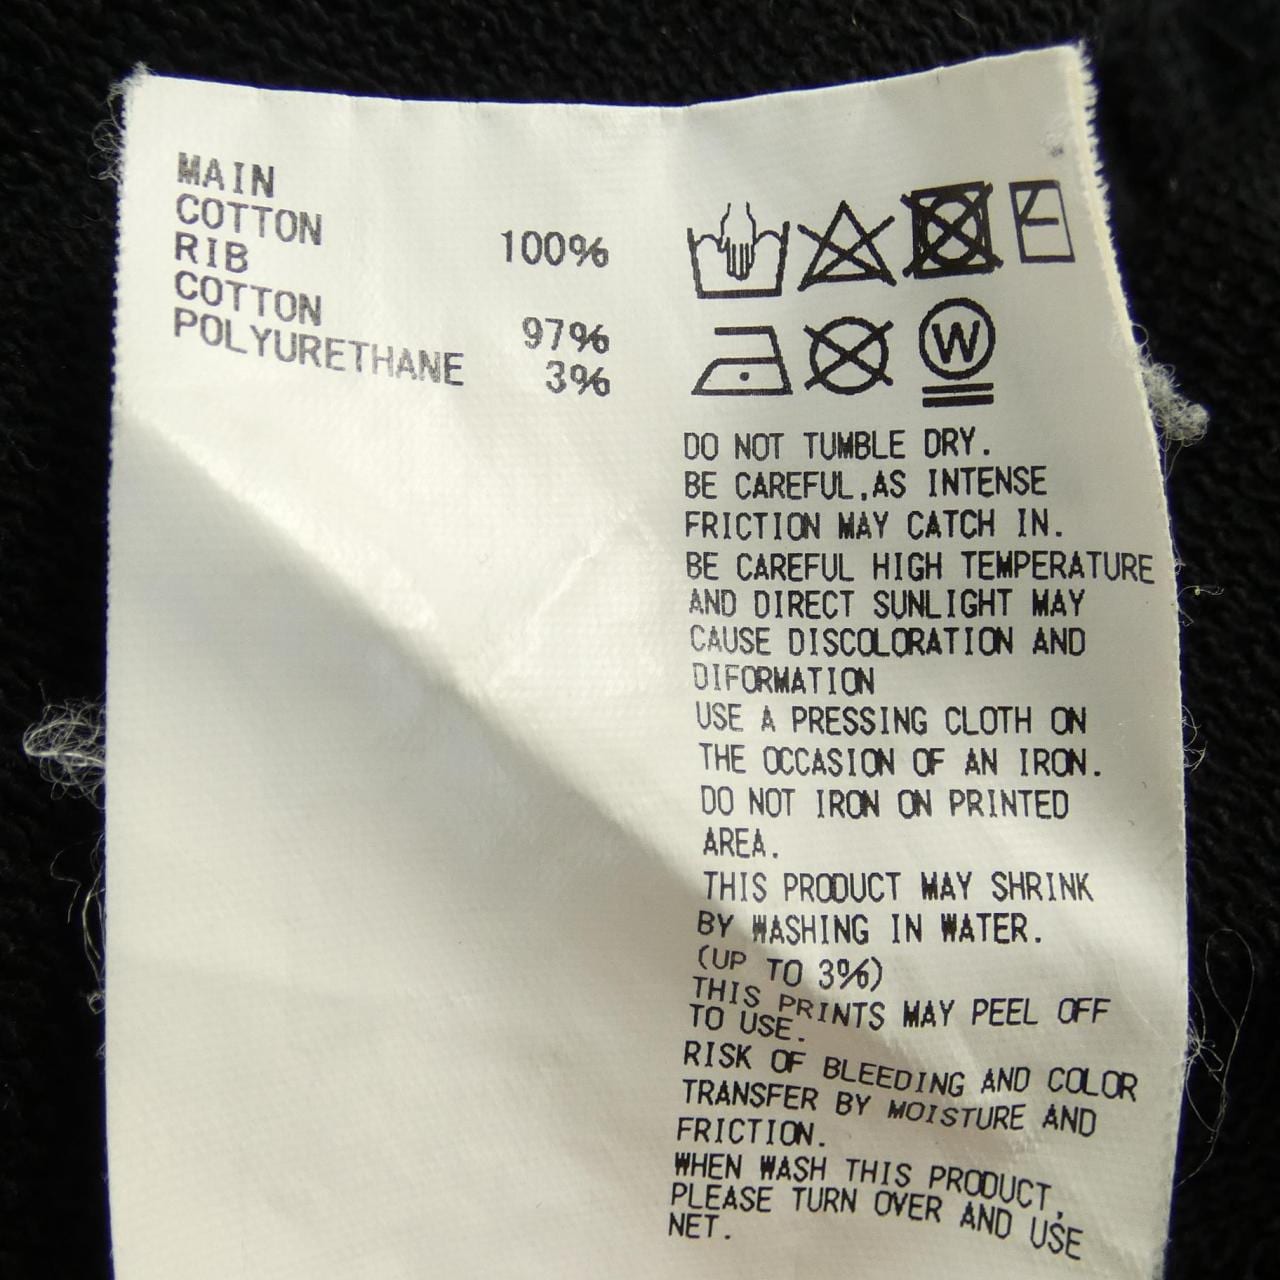 MAIN
COTTON 100%
RIB
COTTON 97%
POLYURETHANE 3%
W
DO NOT TUMBLE DRY.
BE CAREFUL,AS INTENSE
FRICTION MAY CATCH IN.
BE CAREFUL HIGH TEMPERATURE
AND DIRECT SUNLIGHT MAY
CAUSE DISCOLORATION AND
DIFORMATION
USE A PRESSING CLOTH ON
THE OCCASION OF AN IRON.
DO NOT IRON ON PRINTED
AREA.
THIS PRODUCT MAY SHRINK
BY WASHING IN WATER.
(UP TO 3%)
THIS PRINTS MAY PEEL OFF
TO USE.
RISK OF BLEEDING AND COLOR
TRANSFER BY MOISTURE AND
FRICTION.
WHEN WASH THIS PRODUCT,
PLEASE TURN OVER AND USE
NET.